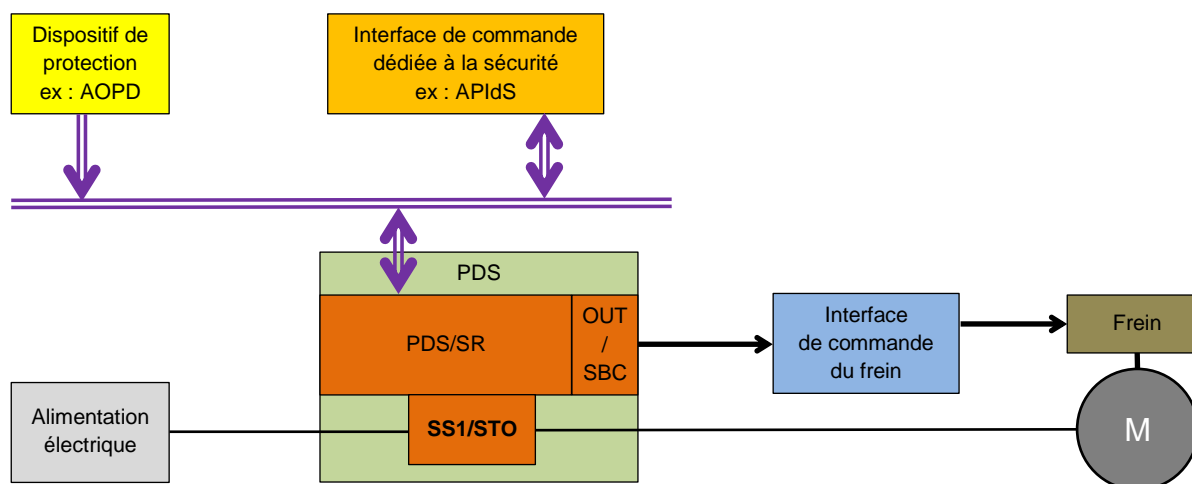 Dispositif de
protection
ex : AOPD
Interface de commande
dédiée à la sécurité
ex : APIdS
PDS
PDS/SR
OUT
/
SBC
Interface
de commande
du frein
Frein
Alimentation
électrique
SS1/STO
M